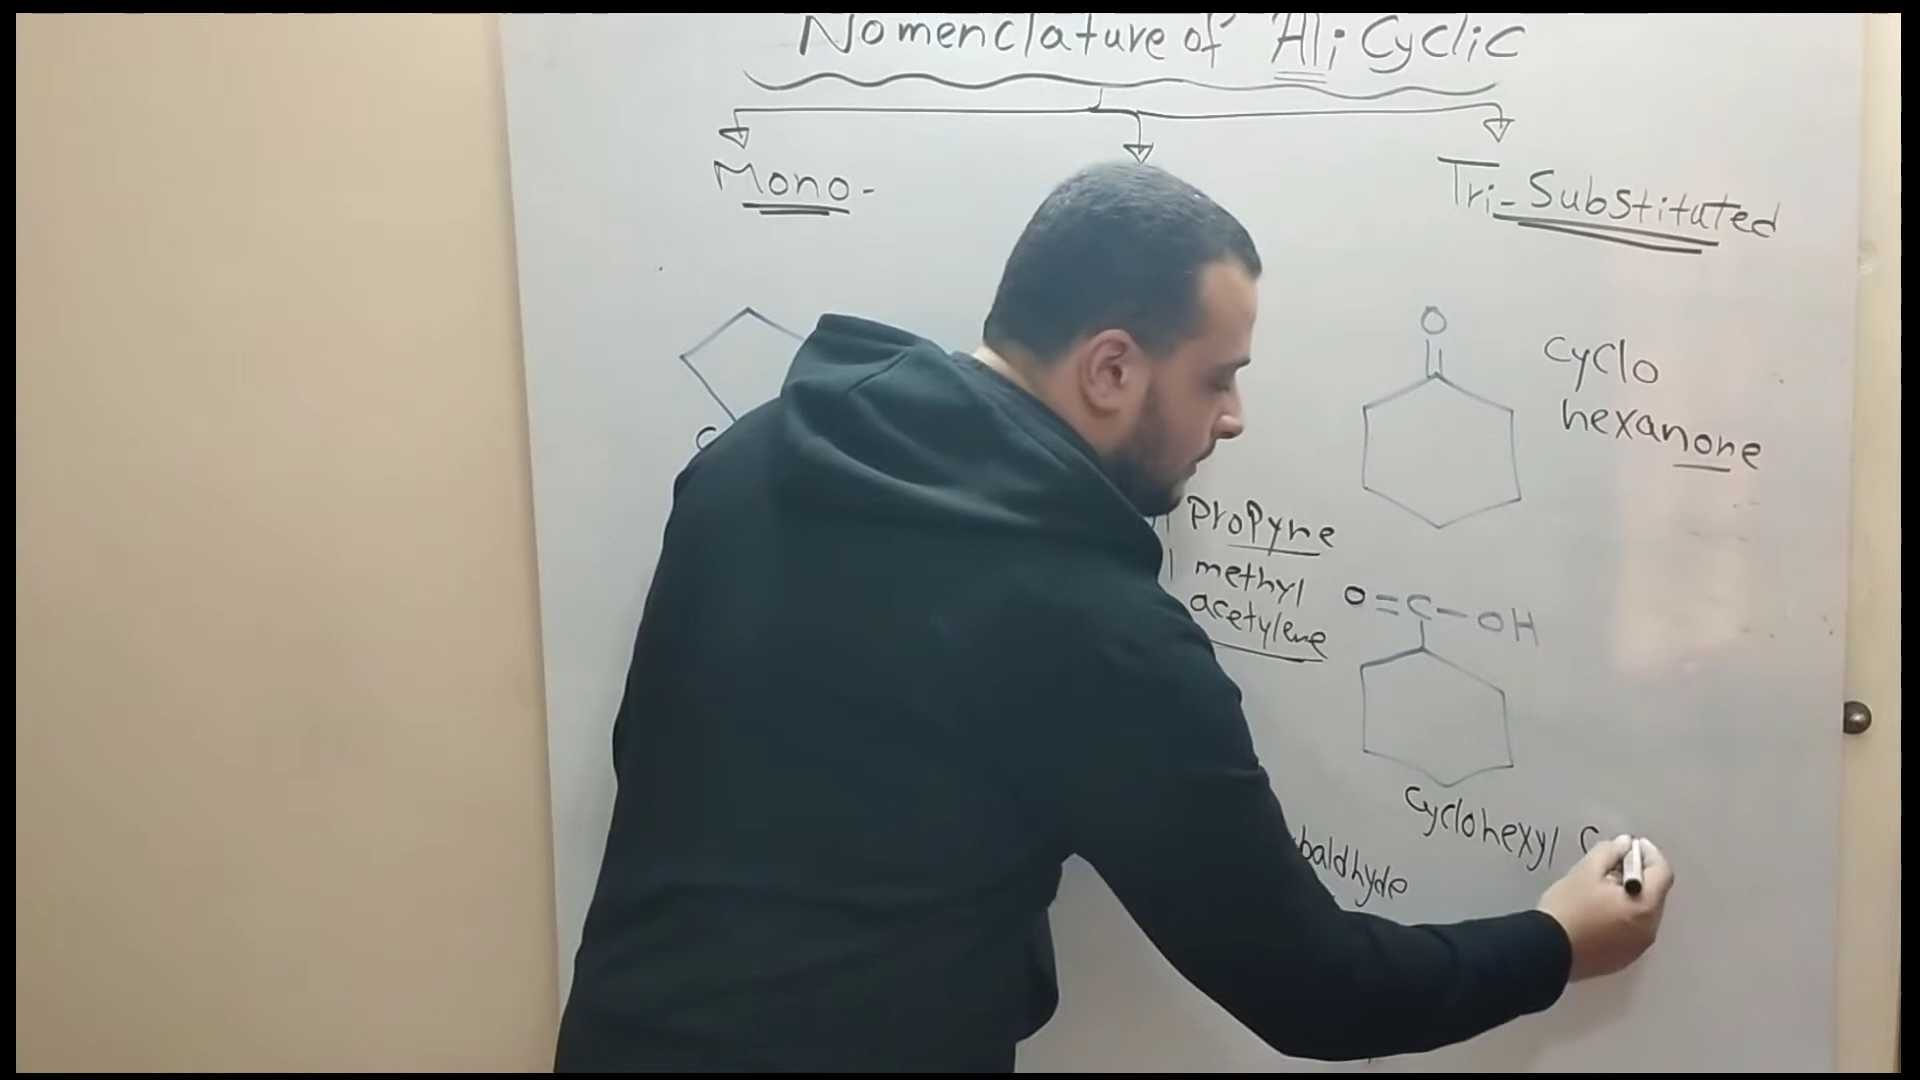 Nomenclature of Ali Cyclic
Mono-
Tri-Substituted
O
Cyclo
hexanone
Propyne
methyl
acetylene
O=C-OH
Cyclohexyl C
baldhyde